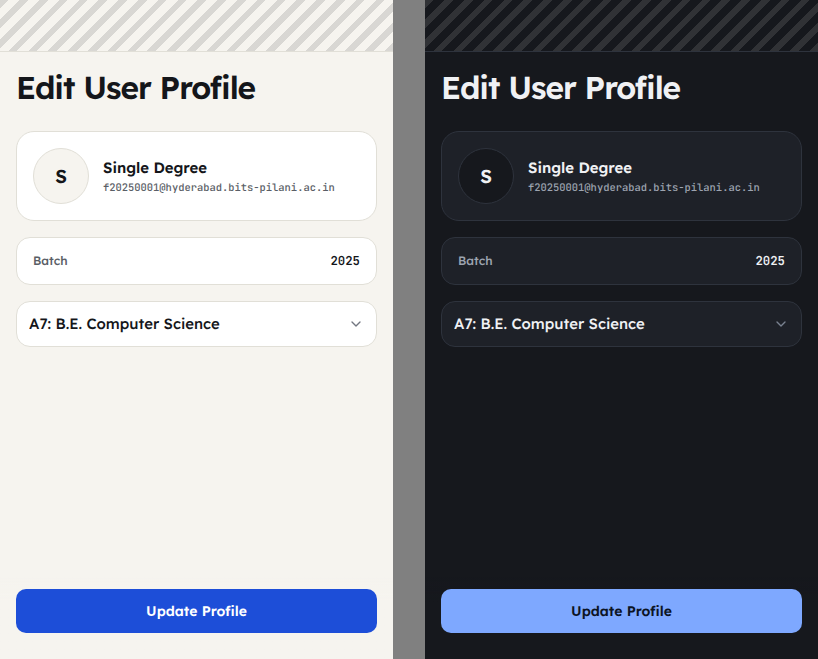 Edit User Profile
S
Single Degree
f20250001@hyderabad.bits-pilani.ac.in
Batch
2025
A7: B.E. Computer Science
Update Profile
Edit User Profile
S
Single Degree
f20250001@hyderabad.bits-pilani.ac.in
Batch
2025
A7: B.E. Computer Science
Update Profile